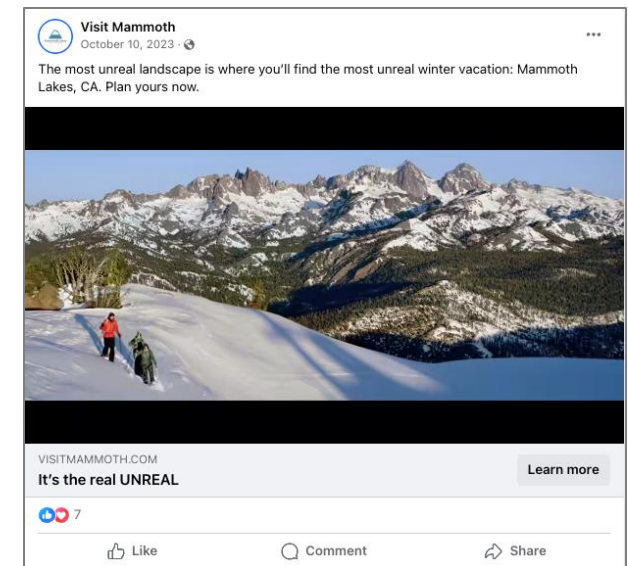 Visit Mammoth
October 10, 2023 ·
The most unreal landscape is where you'll find the most unreal winter vacation: Mammoth
Lakes, CA. Plan yours now.
VISITMAMMOTH.COM
It's the real UNREAL
Learn more
7
Like
Comment
Share